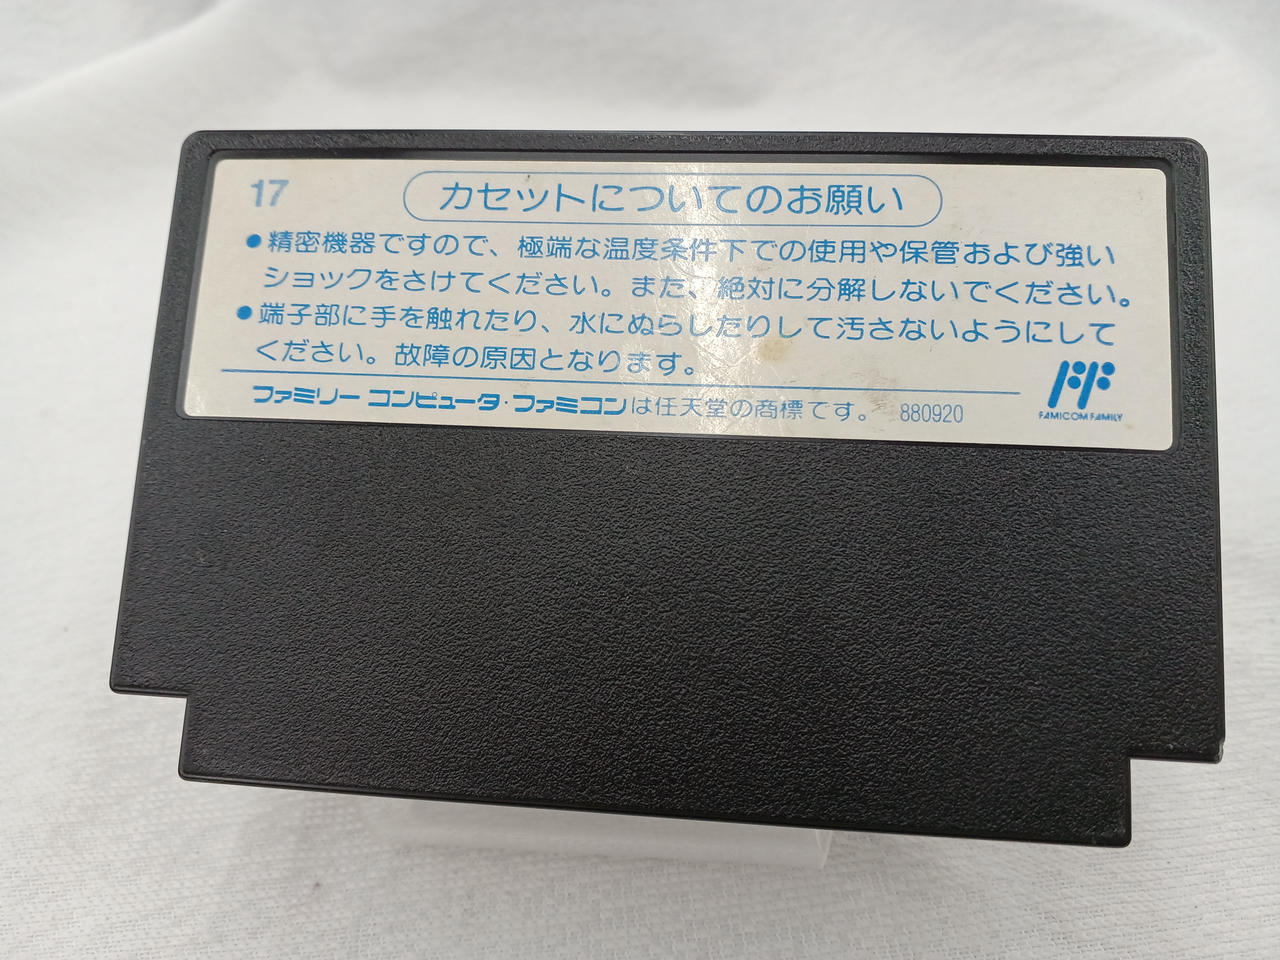 17
カセットについてのお願い
●精密機器ですので、極端な温度条件下での使用や保管および強い
ショックをさけてください。また、絶対に分解しないでください。
●端子部に手を触れたり、水にぬらしたりして汚さないようにして
ください。故障の原因となります。
ファミリー コンピュータ・ファミコンは任天堂の商標です。 880920
FF
FAMICOM FAMILY